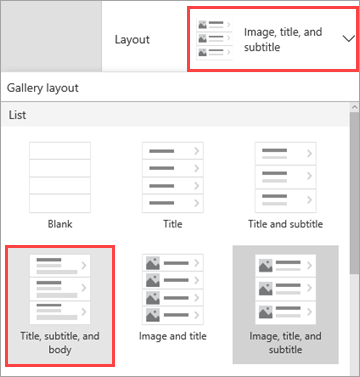 Layout
Image, title, and
subtitle
Gallery layout
List
Blank
Title
Title and subtitle
Title, subtitle, and
body
Image and title
Image, title, and
subtitle